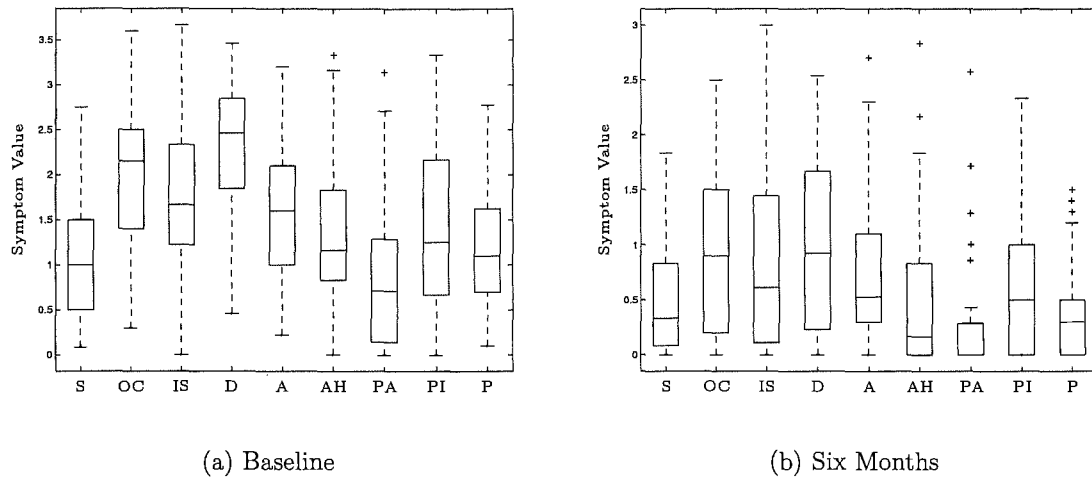 Symptom Value
3.5
3
2.5
2
1.5
1
0.5
0
S OC IS D A AH PA PI P
(a) Baseline
Symptom Value
3
2.5
2
1.5
1
0.5
0
S OC IS D A AH PA PI P
(b) Six Months